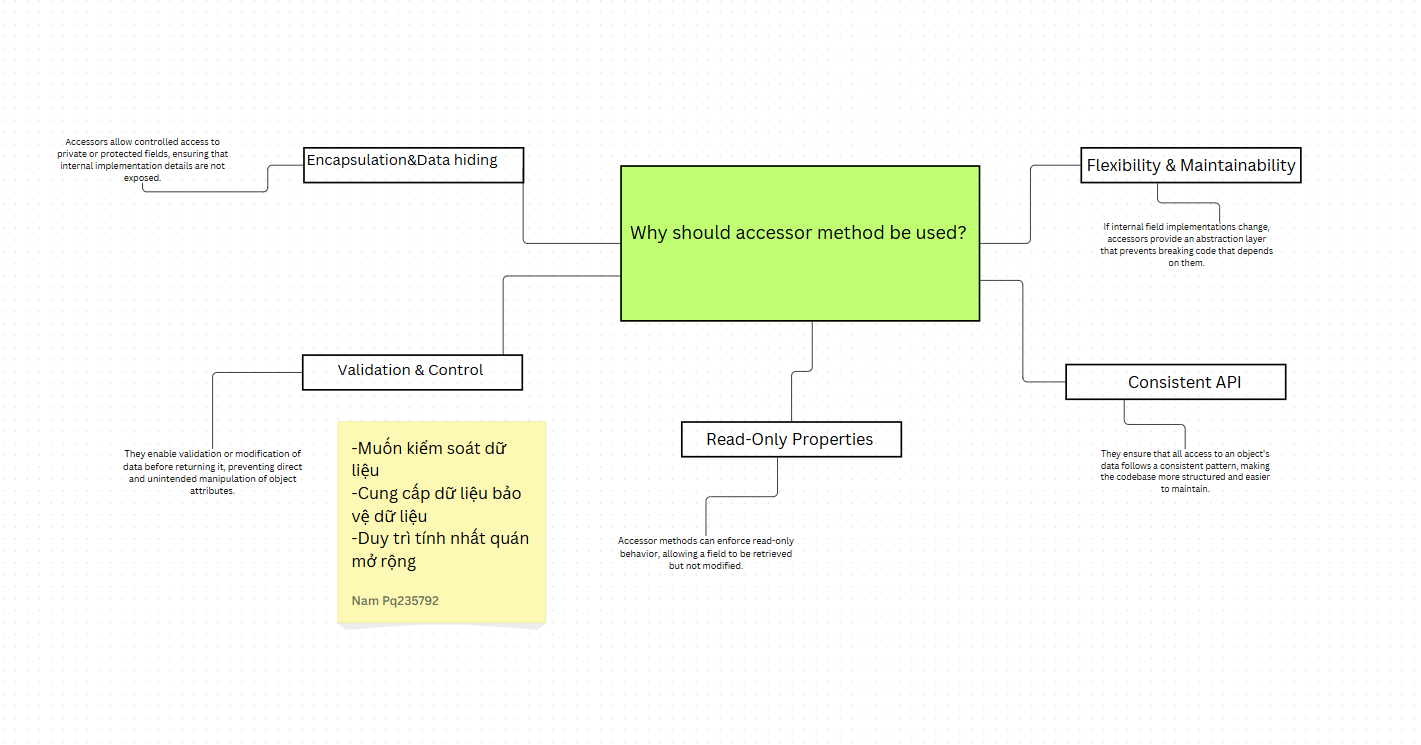 Why should accessor method be used?
Encapsulation&Data hiding
Accessors allow controlled access to
private or protected fields, ensuring that
internal implementation details are not
exposed.
Flexibility & Maintainability
If internal field implementations change,
accessors provide an abstraction layer
that prevents breaking code that depends
on them.
Validation & Control
They enable validation or modification of
data before returning it, preventing direct
and unintended manipulation of object
attributes.
-Muốn kiểm soát dữ
liệu
-Cung cấp dữ liệu bảo
vệ dữ liệu
-Duy trì tính nhất quán
mở rộng
Nam Pq235792
Read-Only Properties
Accessor methods can enforce read-only
behavior, allowing a field to be retrieved
but not modified.
Consistent API
They ensure that all access to an object's
data follows a consistent pattern, making
the codebase more structured and easier
to maintain.